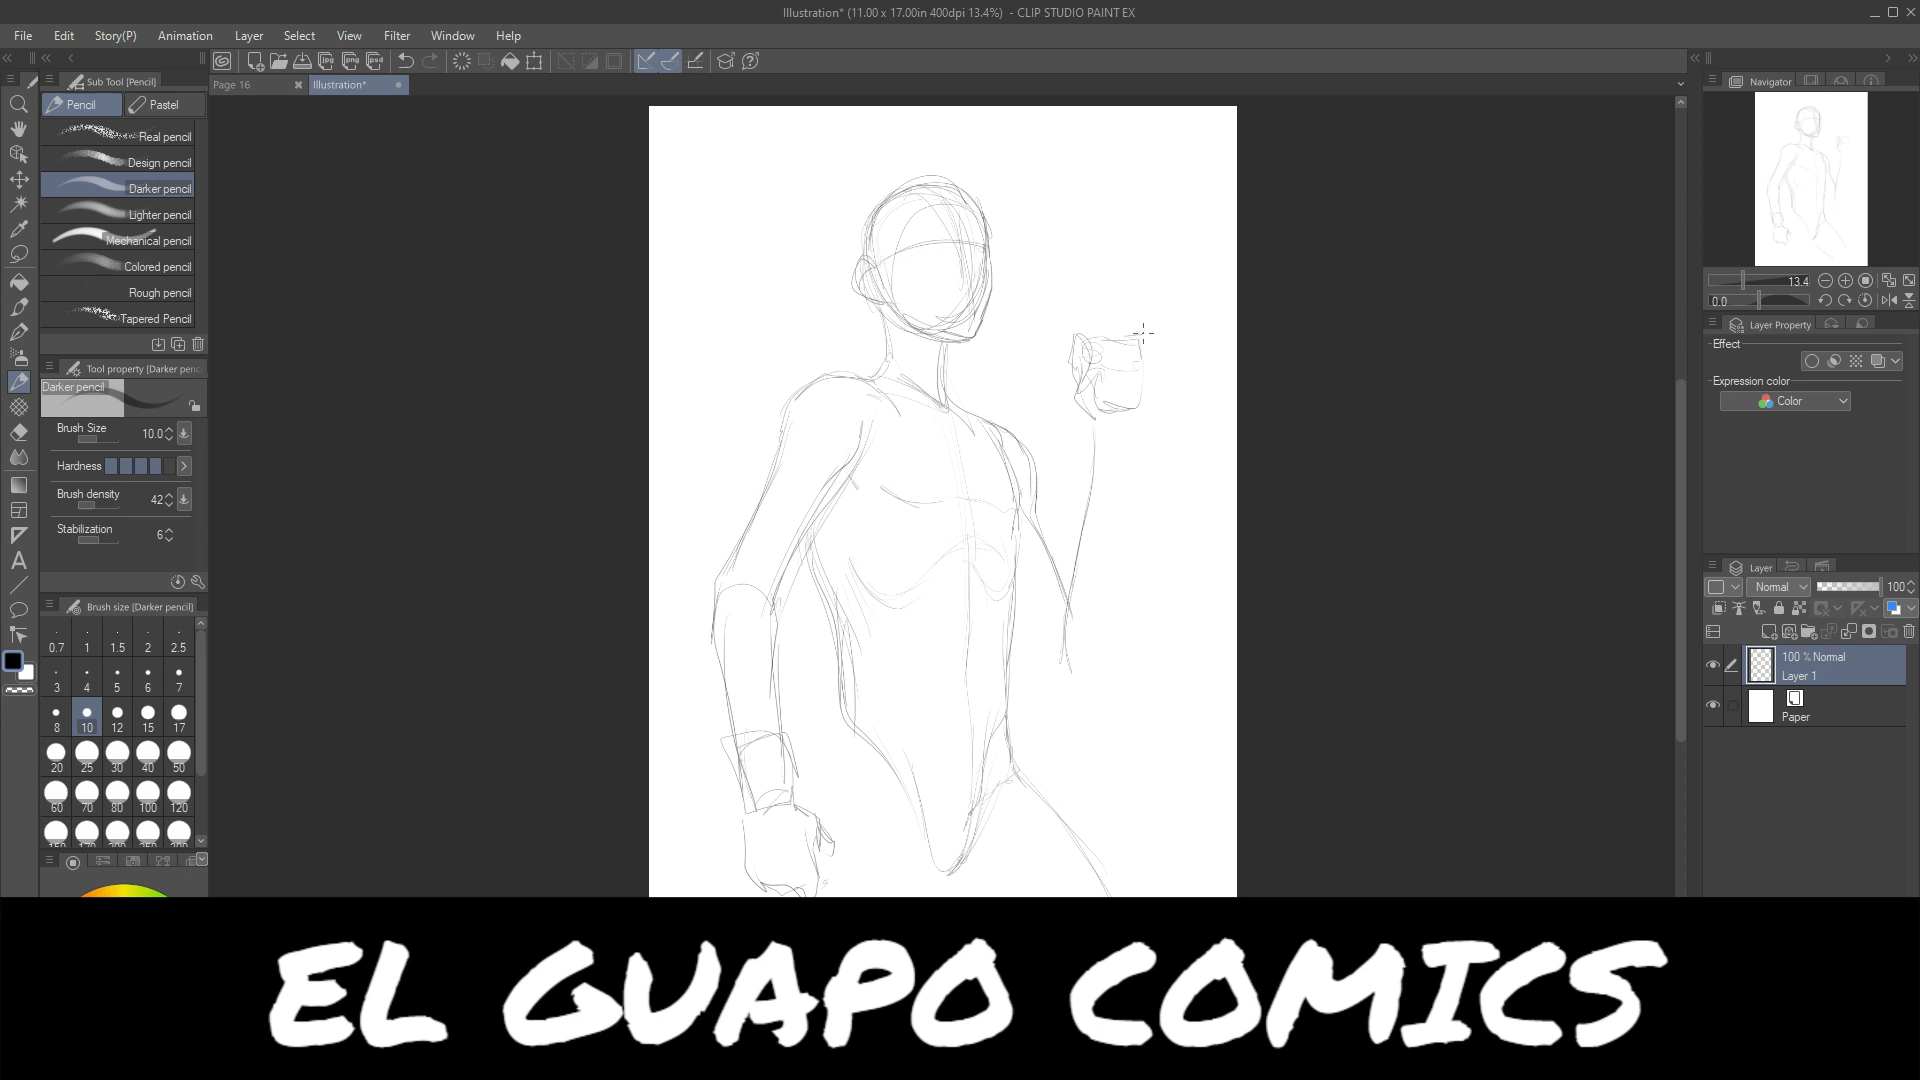 Illustration* (11.00 x 17.00in 400dpi 13.4%) - CLIP STUDIO PAINT EX
File Edit Story(P) Animation Layer Select View Filter Window Help
Sub Tool [Pencil]
Page 16 Illustration*
Navigator
Pencil Pastel
Real pencil
Design pencil
Darker pencil
Lighter pencil
Mechanical pencil
Colored pencil
Rough pencil
Tapered Pencil
13.4
0.0
Layer Property
Effect
Expression color
Color
Tool property [Darker penc
Darker pencil
Brush Size 10.0
Hardness
Brush density 42
Stabilization 6
Brush size [Darker pencil]
0.7 1 1.5 2 2.5
3 4 5 6 7
8 10 12 15 17
20 25 30 40 50
60 70 80 100 120
Layer
Normal 100
100 % Normal
Layer 1
Paper
EL GUAPO COMICS